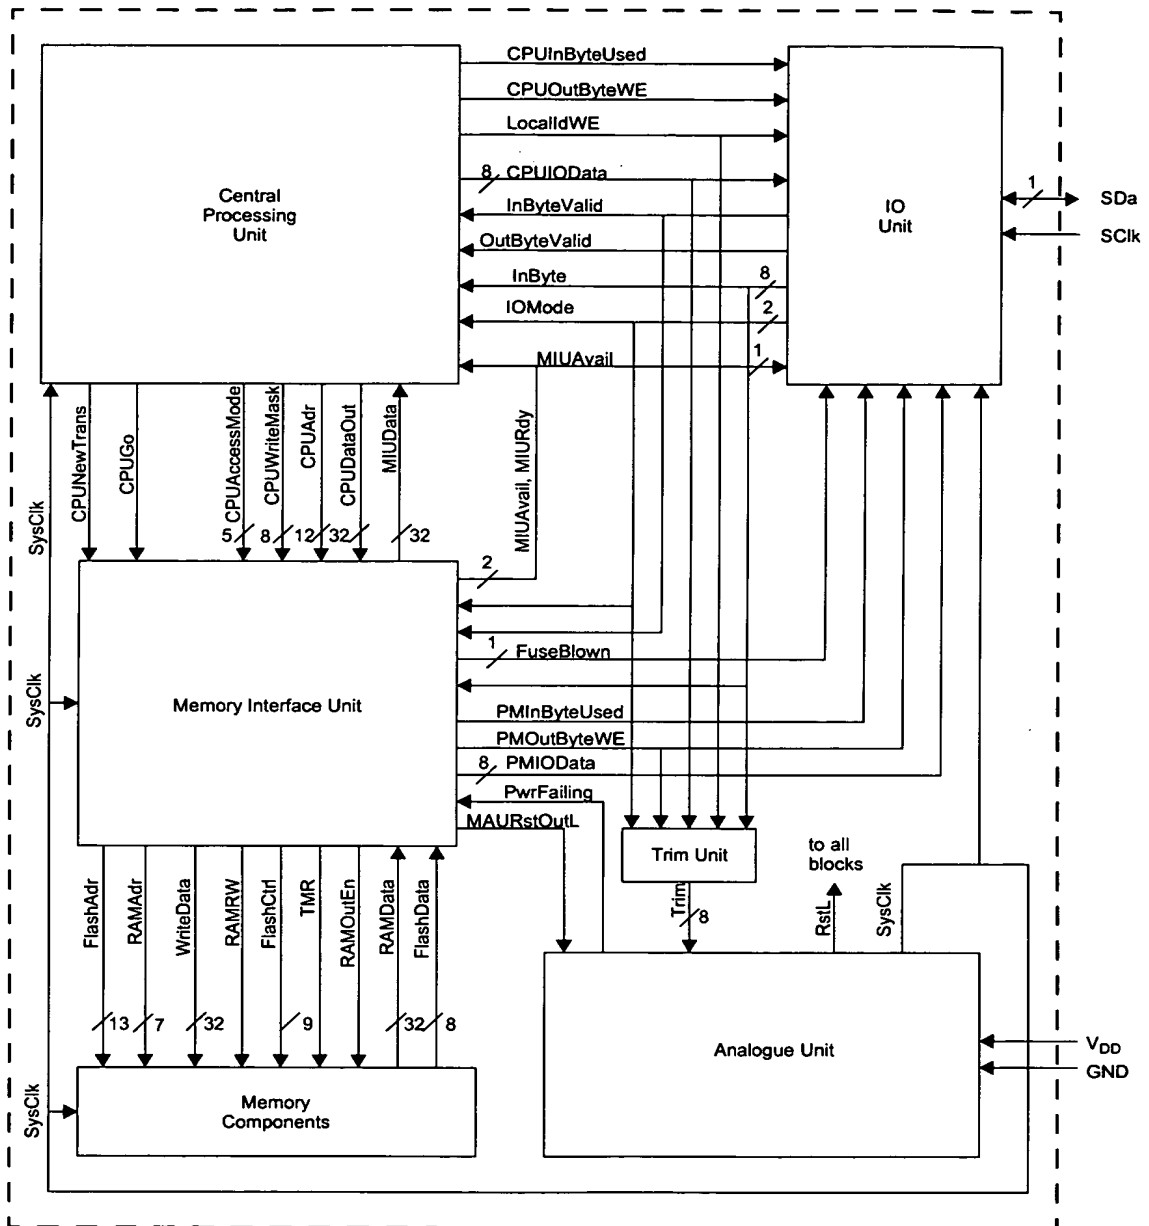 CPUInByteUsed
CPUOutByteWE
LocalIdWE
8 CPUIOData
InByteValid
OutByteValid
InByte 8
IOMode 2
MIUAvail 1
Central
Processing
Unit
IO
Unit
1
SDa
SClk
CPUNewTrans
CPUGo
CPUAccessMode
CPUWriteMask
CPUAdr
CPUDataOut
MIUData
MIUAvail, MIURdy
SysClk
5 8 12 32 32
2
1 FuseBlown
SysClk
Memory Interface Unit
PMInByteUsed
PMOutByteWE
8 PMIOData
PwrFailing
MAURstOutL
Trim Unit
to all
blocks
Trim
8
RstL
SysClk
FlashAdr
RAMAdr
WriteData
RAMRW
FlashCtrl
TMR
RAMOutEn
RAMData
FlashData
13 7 32 9 32 8
Analogue Unit
VDD
GND
SysClk
Memory
Components